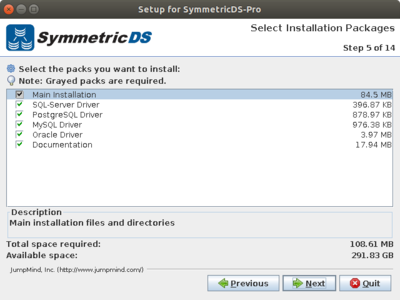 Setup for SymmetricDS-Pro
SymmetricDS
Select Installation Packages
Step 5 of 14
Select the packs you want to install:
Note: Grayed packs are required.
Main Installation 84.5 MB
SQL-Server Driver 396.87 KB
PostgreSQL Driver 878.97 KB
MySQL Driver 976.38 KB
Oracle Driver 3.97 MB
Documentation 17.94 MB
Description
Main installation files and directories
Total space required: 108.61 MB
Available space: 291.83 GB
JumpMind, Inc. (http://www.jumpmind.com/)
Previous Next Quit